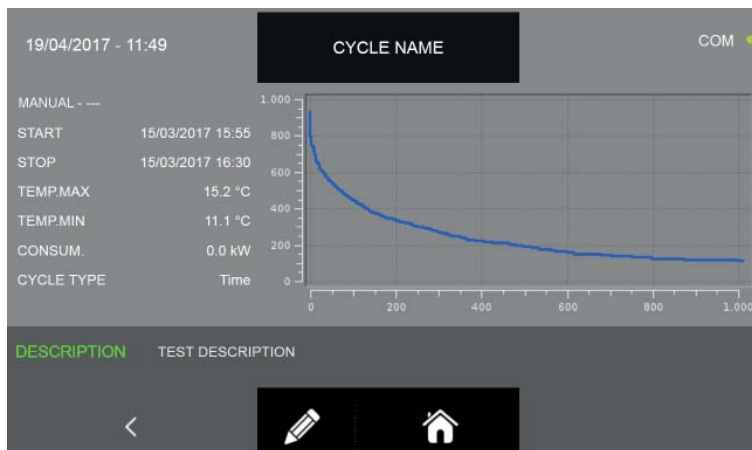 19/04/2017 - 11:49
CYCLE NAME
COM
MANUAL - ---
START 15/03/2017 15:55
STOP 15/03/2017 16:30
TEMP.MAX 15.2 °C
TEMP.MIN 11.1 °C
CONSUM. 0.0 kW
CYCLE TYPE Time
1.000
800
600
400
200
0
0 200 400 600 800 1.000
DESCRIPTION TEST DESCRIPTION